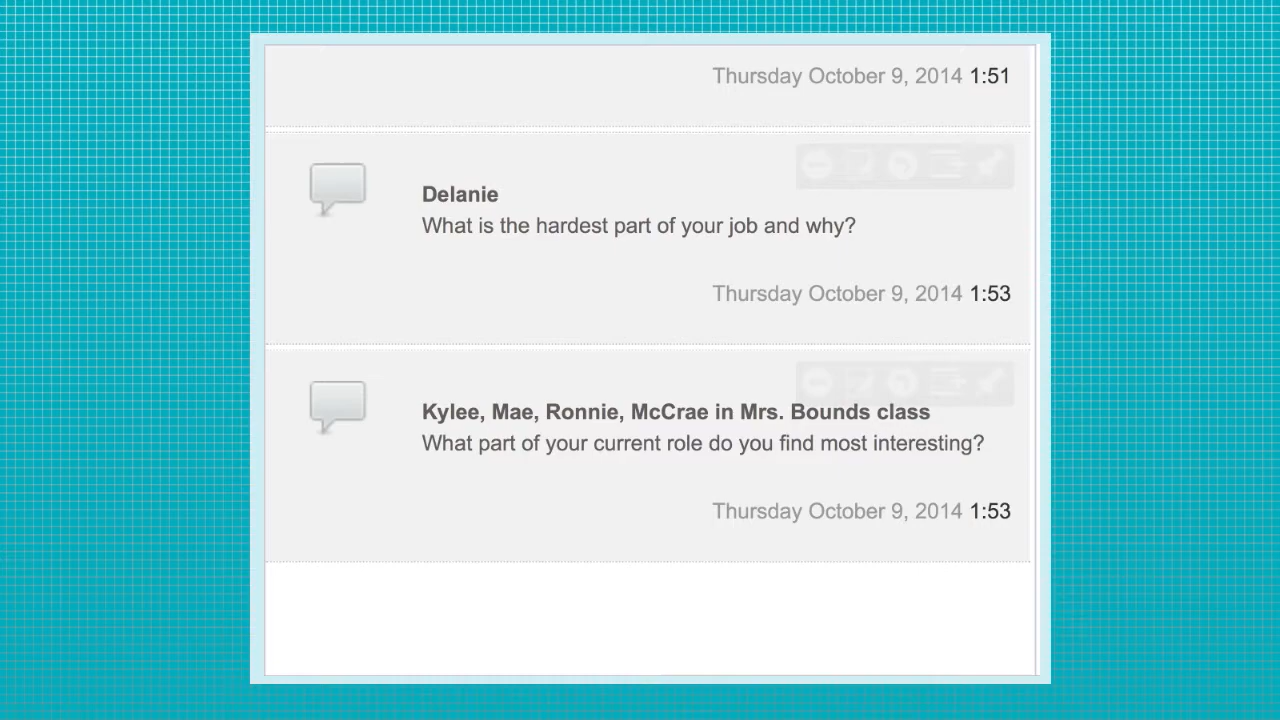 Thursday October 9, 2014 1:51
Delanie
What is the hardest part of your job and why?
Thursday October 9, 2014 1:53
Kylee, Mae, Ronnie, McCrae in Mrs. Bounds class
What part of your current role do you find most interesting?
Thursday October 9, 2014 1:53